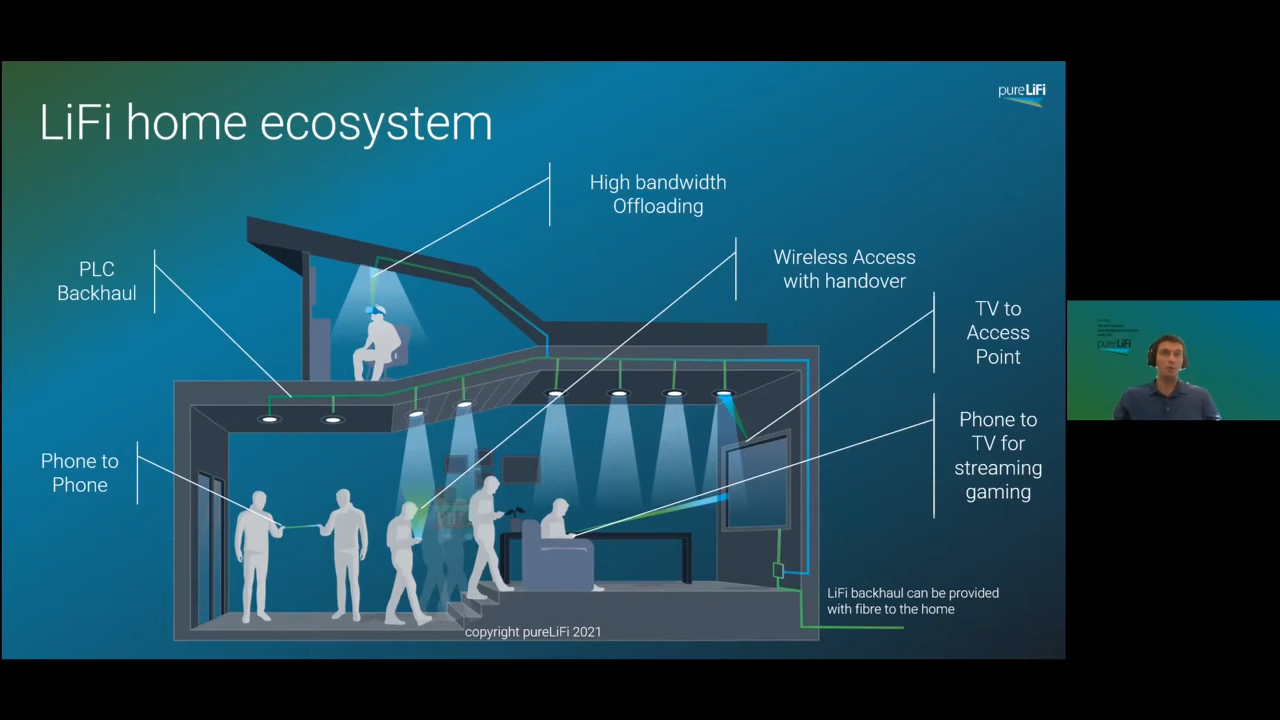 LiFi home ecosystem
pureLiFi
High bandwidth
Offloading
Wireless Access
with handover
PLC
Backhaul
TV to
Access
Point
Phone to
TV for
streaming
gaming
Phone to
Phone
LiFi backhaul can be provided
with fibre to the home
copyright pureLiFi 2021
pureLiFi